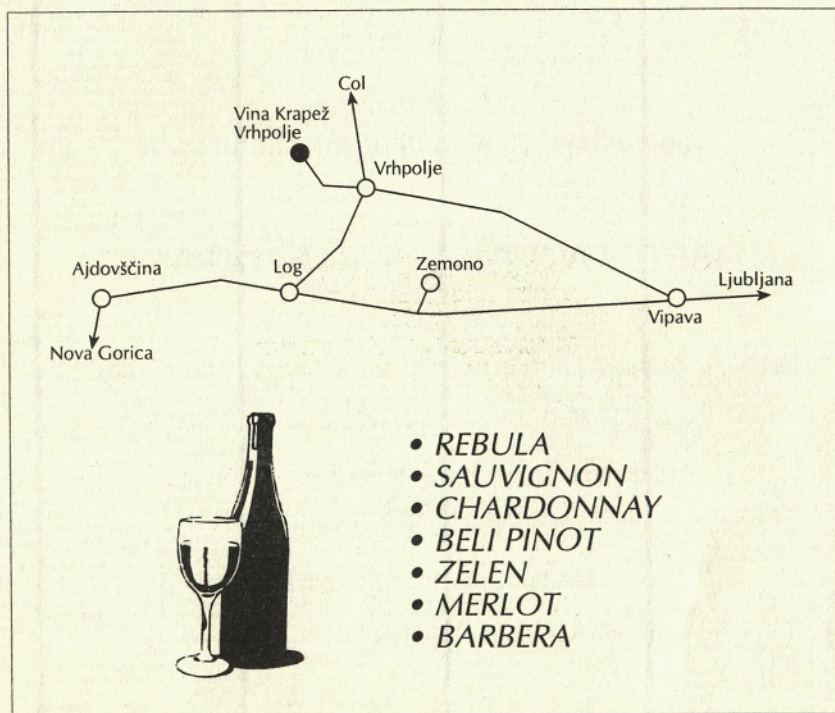 Col
Vina Krapež
Vrhpolje
Vrhpolje
Ajdovščina
Log
Zemono
Ljubljana
Vipava
Nova Gorica
• REBULA
• SAUVIGNON
• CHARDONNAY
• BELI PINOT
• ZELEN
• MERLOT
• BARBERA